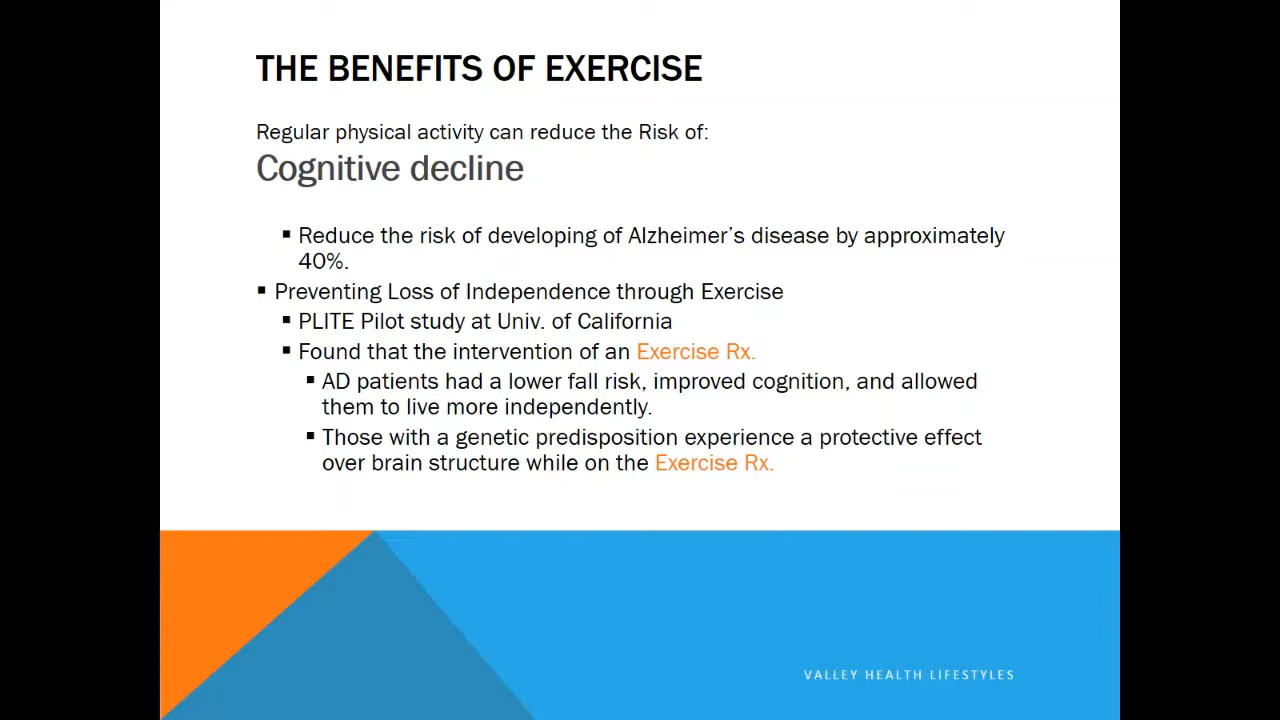 THE BENEFITS OF EXERCISE
Regular physical activity can reduce the Risk of:
Cognitive decline
▪ Reduce the risk of developing of Alzheimer’s disease by approximately
40%.
▪ Preventing Loss of Independence through Exercise
▪ PLITE Pilot study at Univ. of California
▪ Found that the intervention of an Exercise Rx.
▪ AD patients had a lower fall risk, improved cognition, and allowed
them to live more independently.
▪ Those with a genetic predisposition experience a protective effect
over brain structure while on the Exercise Rx.
VALLEY HEALTH LIFESTYLES